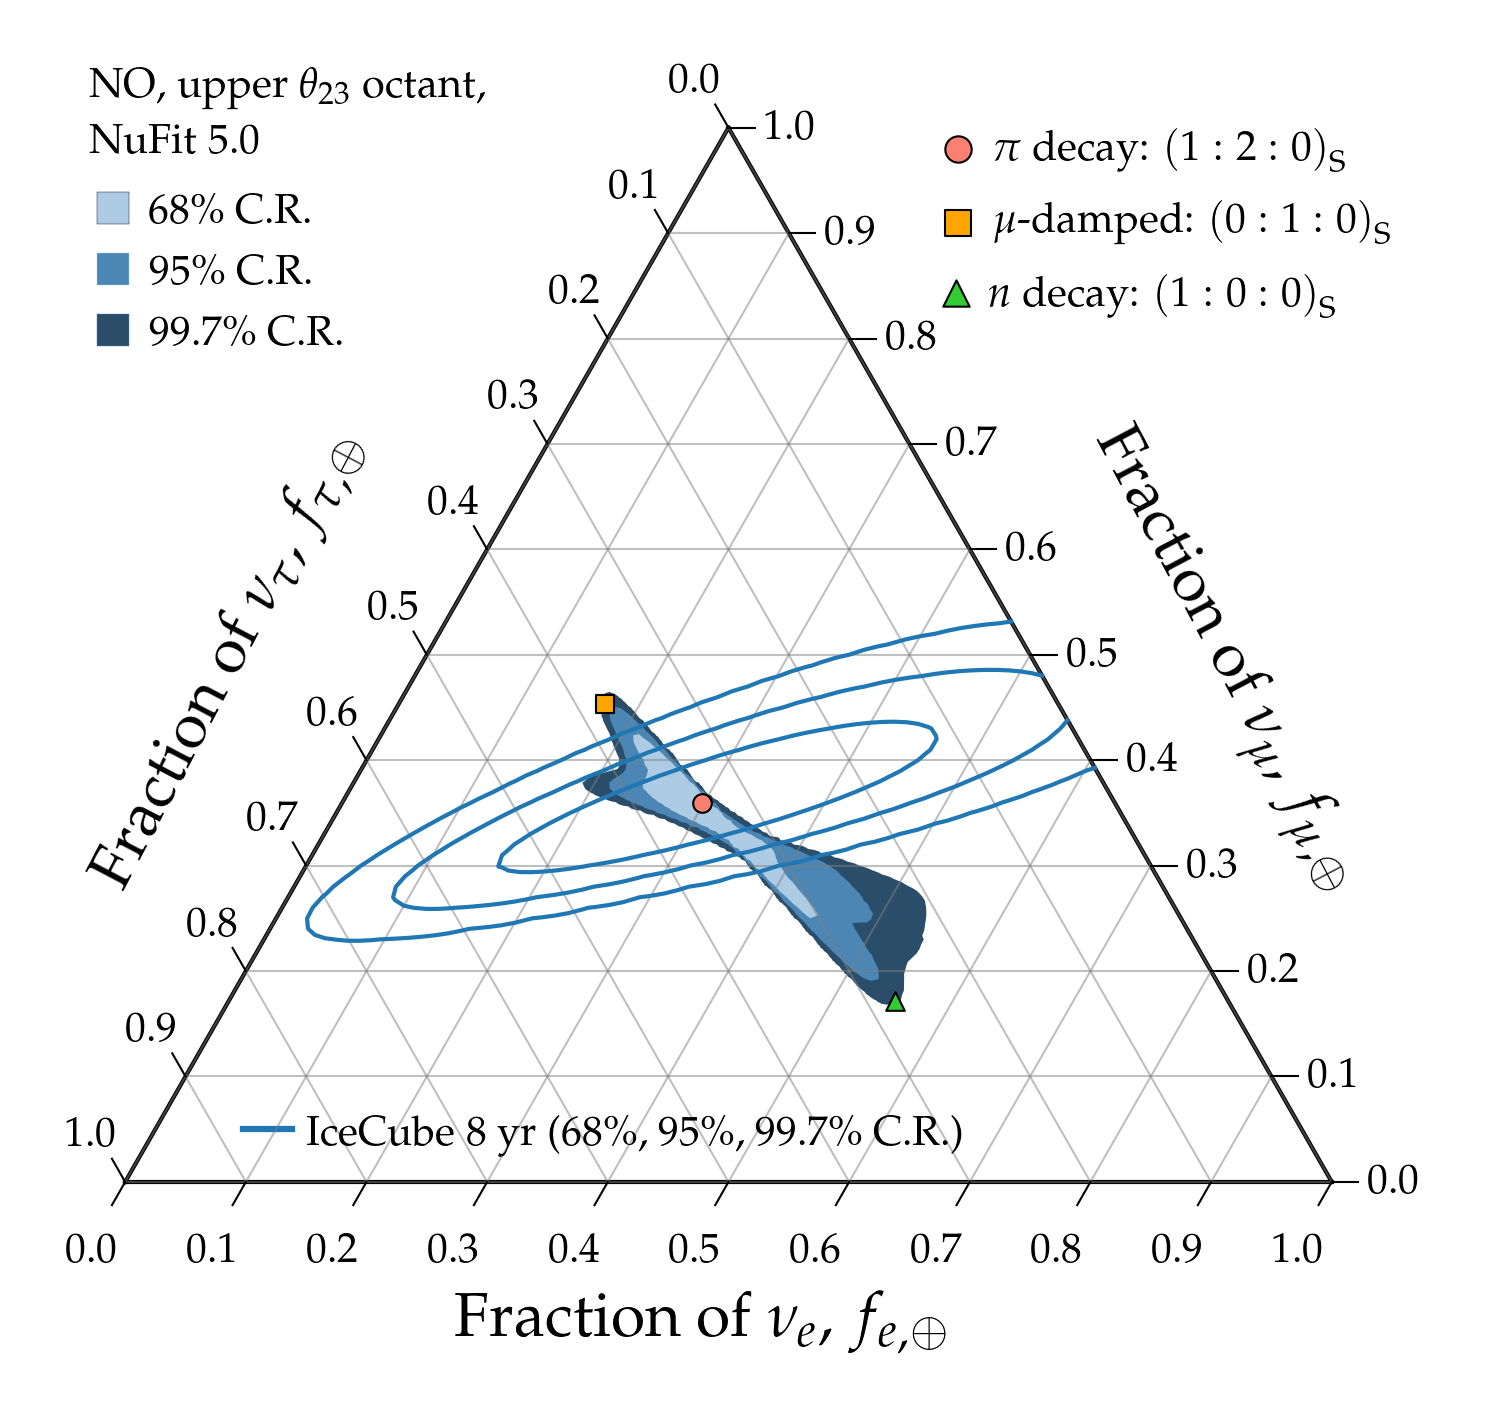 NO, upper θ₂₃ octant,
NuFit 5.0
68% C.R.
95% C.R.
99.7% C.R.
π decay: (1 : 2 : 0)S
μ-damped: (0 : 1 : 0)S
n decay: (1 : 0 : 0)S
Fraction of ντ, fτ,⊕
0.0
0.1
0.2
0.3
0.4
0.5
0.6
0.7
0.8
0.9
1.0
Fraction of νμ, fμ,⊕
1.0
0.9
0.8
0.7
0.6
0.5
0.4
0.3
0.2
0.1
0.0
IceCube 8 yr (68%, 95%, 99.7% C.R.)
0.0 0.1 0.2 0.3 0.4 0.5 0.6 0.7 0.8 0.9 1.0
Fraction of νe, fe,⊕